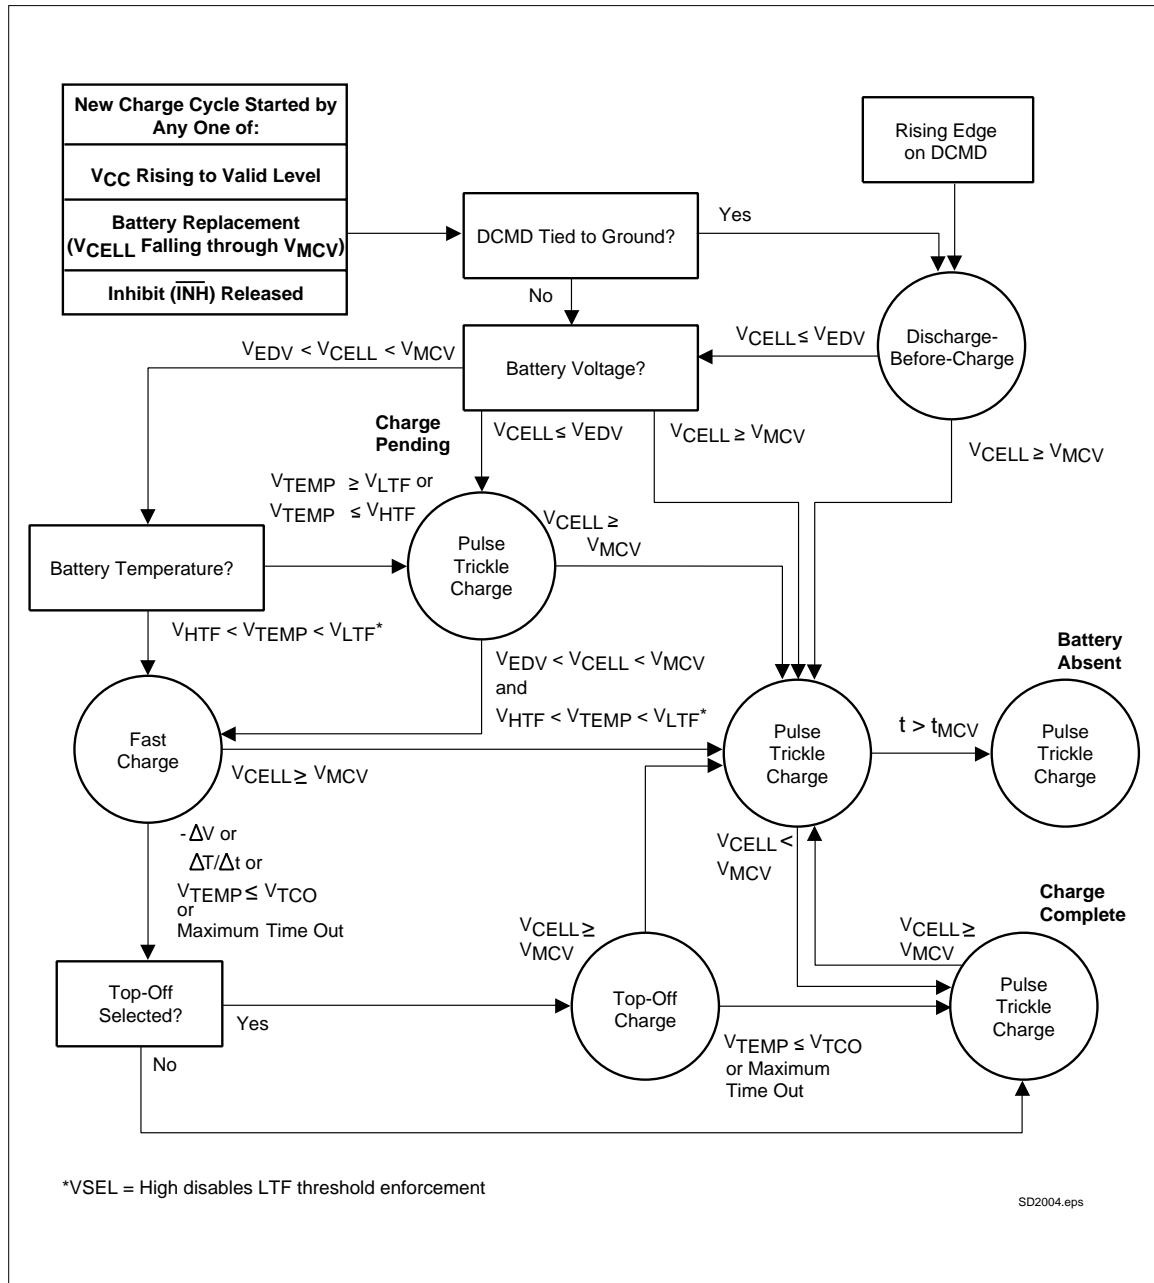 New Charge Cycle Started by
Any One of:
VCC Rising to Valid Level
Battery Replacement
(VCELL Falling through VMCV)
Inhibit (I̅N̅H̅) Released
Rising Edge
on DCMD
DCMD Tied to Ground?
Yes
No
Discharge-
Before-Charge
VCELL ≤ VEDV
VEDV < VCELL < VMCV
Battery Voltage?
Charge
Pending
VCELL ≤ VEDV
VCELL ≥ VMCV
VCELL ≥ VMCV
VTEMP ≥ VLTF or
VTEMP ≤ VHTF
VCELL ≥
VMCV
Battery Temperature?
Pulse
Trickle
Charge
VHTF < VTEMP < VLTF*
VEDV < VCELL < VMCV
and
VHTF < VTEMP < VLTF*
Battery
Absent
Fast
Charge
VCELL ≥ VMCV
Pulse
Trickle
Charge
t > tMCV
Pulse
Trickle
Charge
-ΔV or
ΔT/Δt or
VTEMP ≤ VTCO
or
Maximum Time Out
VCELL <
VMCV
Charge
Complete
VCELL ≥
VMCV
VCELL ≥
VMCV
Top-Off
Selected?
Yes
No
Top-Off
Charge
VTEMP ≤ VTCO
or Maximum
Time Out
Pulse
Trickle
Charge
*VSEL = High disables LTF threshold enforcement
SD2004.eps